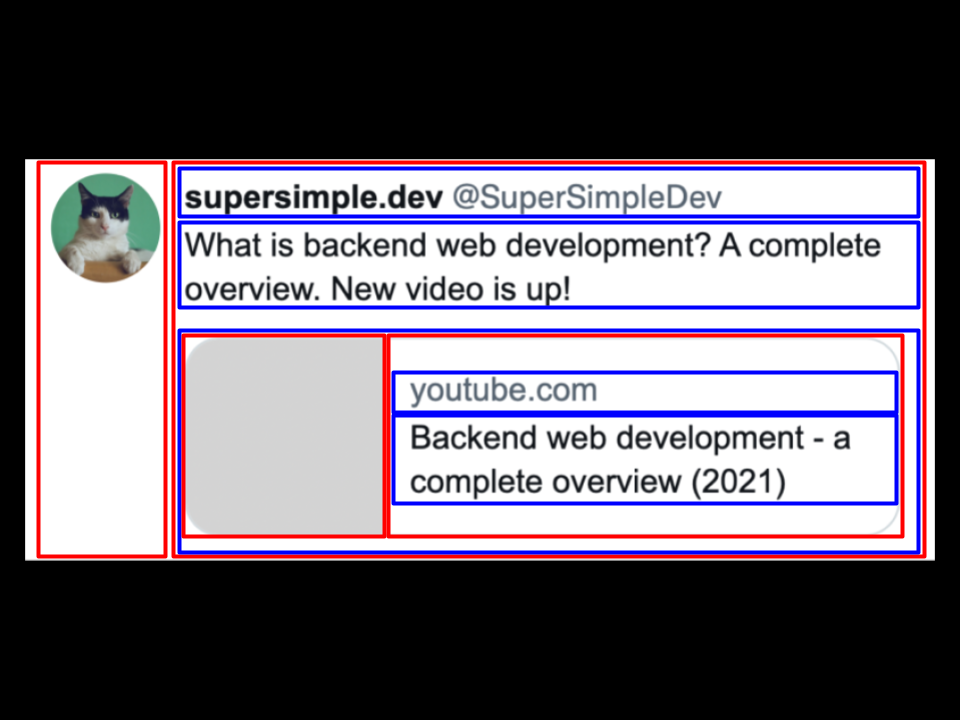 supersimple.dev @SuperSimpleDev
What is backend web development? A complete
overview. New video is up!
youtube.com
Backend web development - a
complete overview (2021)